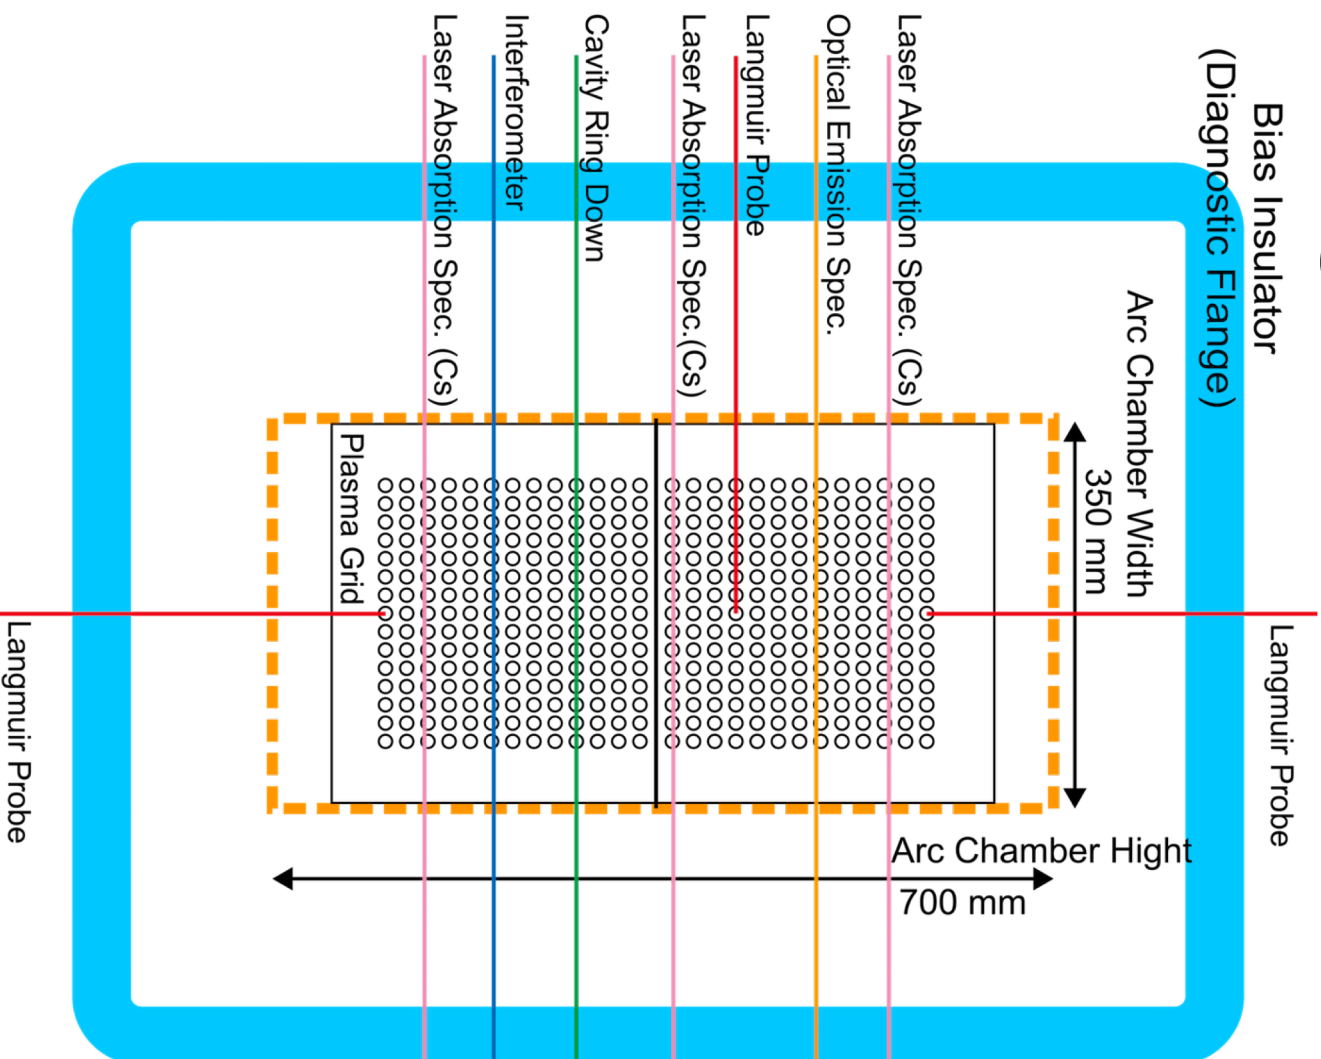 Laser Absorption Spec. (Cs)
Interferometer
Cavity Ring Down
Laser Absorption Spec.(Cs)
Langmuir Probe
Optical Emission Spec.
Laser Absorption Spec. (Cs)
Bias Insulator
(Diagnostic Flange)
Arc Chamber Width
350 mm
Plasma Grid
Langmuir Probe
Langmuir Probe
Arc Chamber Hight
700 mm